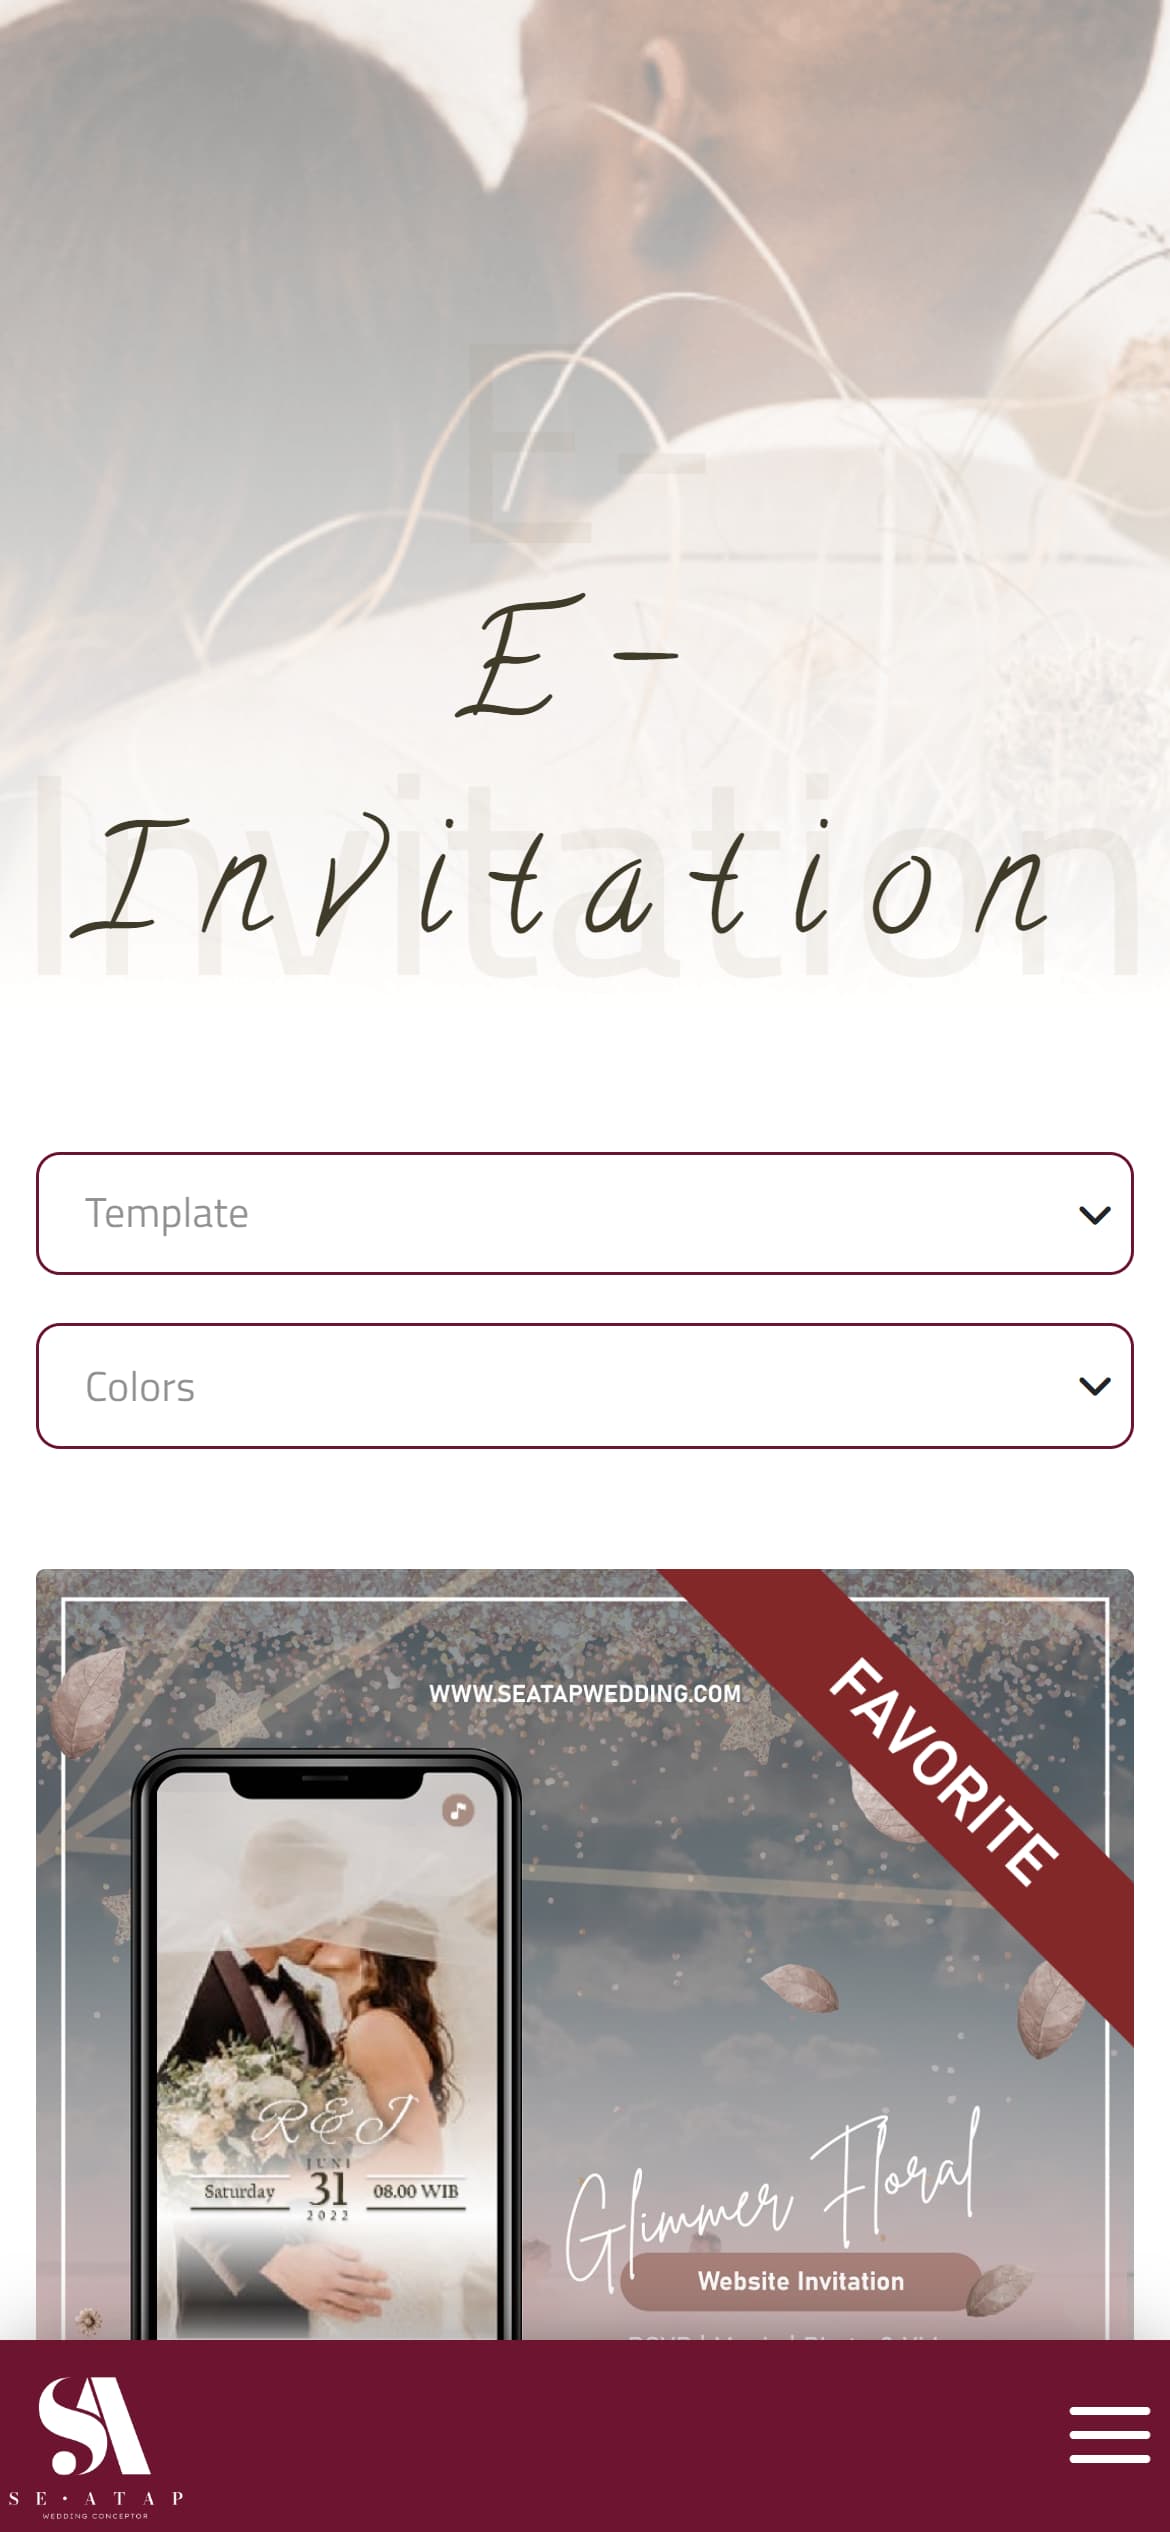 E-
Invitation
E-
Invitation
Template
Colors
WWW.SEATAPWEDDING.COM
FAVORITE
R&J
JUNI
Saturday
31
08.00 WIB
2022
Glimmer Floral
Website Invitation
SA
SE·ATAP
WEDDING CONCEPTOR